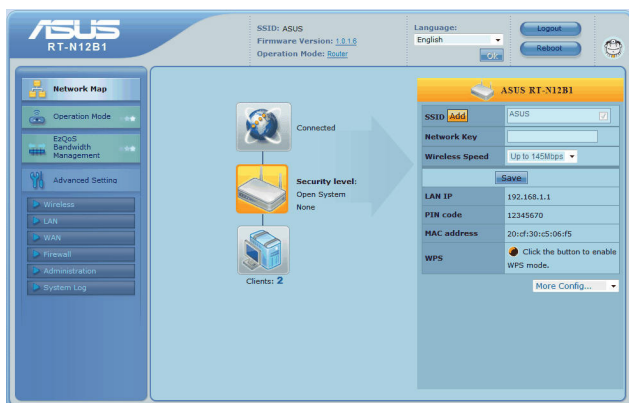 ASUS
RT-N12B1
SSID: ASUS
Firmware Version: 1.0.1.6
Operation Mode: Router
Language:
English
OK
Logout
Reboot
Network Map
Operation Mode
EzQoS
Bandwidth
Management
Advanced Setting
Wireless
LAN
WAN
Firewall
Administration
System Log
Connected
Security level:
Open System
None
Clients: 2
ASUS RT-N12B1
SSID Add ASUS
Network Key
Wireless Speed Up to 145Mbps
Save
LAN IP 192.168.1.1
PIN code 12345670
MAC address 20:cf:30:c5:06:f5
WPS Click the button to enable
WPS mode.
More Config...